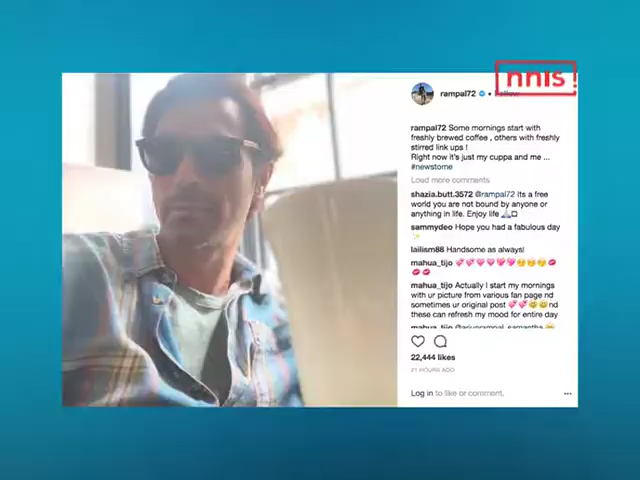 nnis!
rampal72 • Follow
rampal72 Some mornings start with
freshly brewed coffee , others with freshly
stirred link ups !
Right now it's just my cuppa and me ...
#newstome
Load more comments
shazia.butt.3572 @rampal72 Its a free
world you are not bound by anyone or
anything in life. Enjoy life
sammydeo Hope you had a fabulous day
lailism88 Handsome as always!
mahua_tijo
mahua_tijo Actually I start my mornings
with ur picture from various fan page nd
sometimes ur original post nd
these can refresh my mood for entire day
mahua_tijo @arjunrampal_samantha
22,444 likes
21 HOURS AGO
Log in to like or comment.